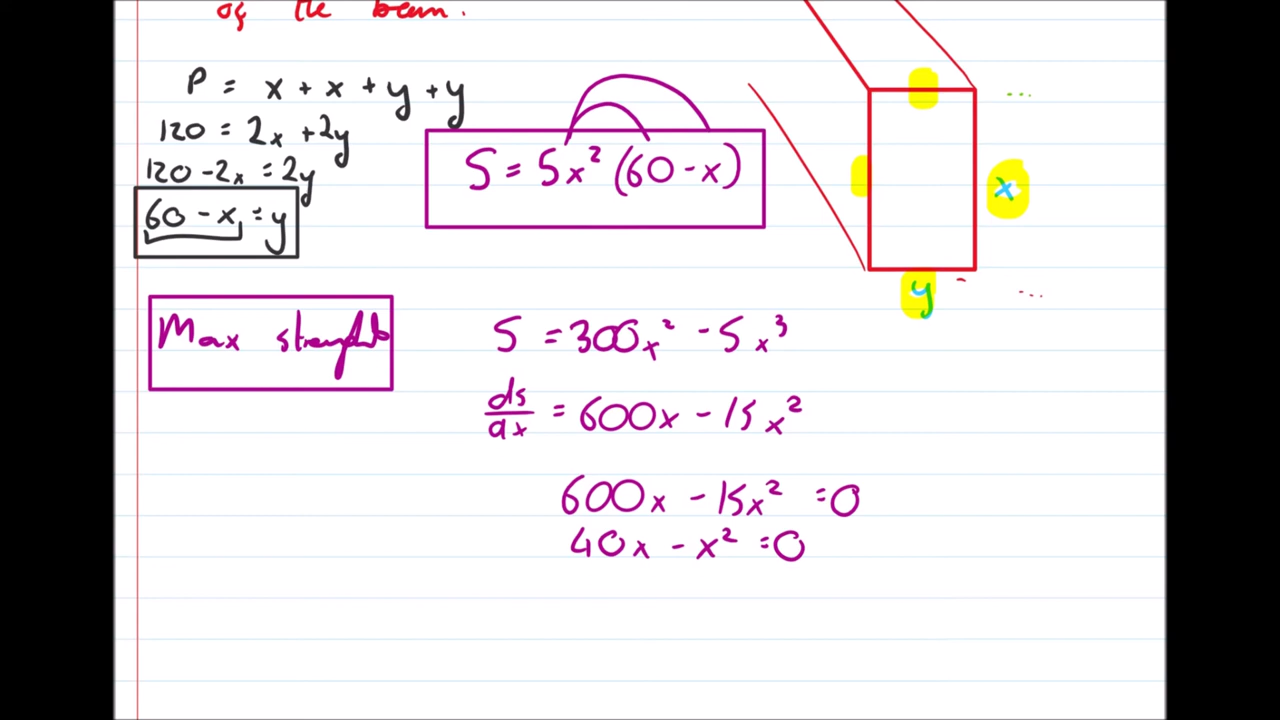 of the beam.
P = x + x + y + y
120 = 2x + 2y
120 - 2x = 2y
60 - x = y
S = 5x² (60 - x)
x
y
Max strength
S = 300x² - 5x³
ds/dx = 600x - 15x²
600x - 15x² = 0
40x - x² = 0